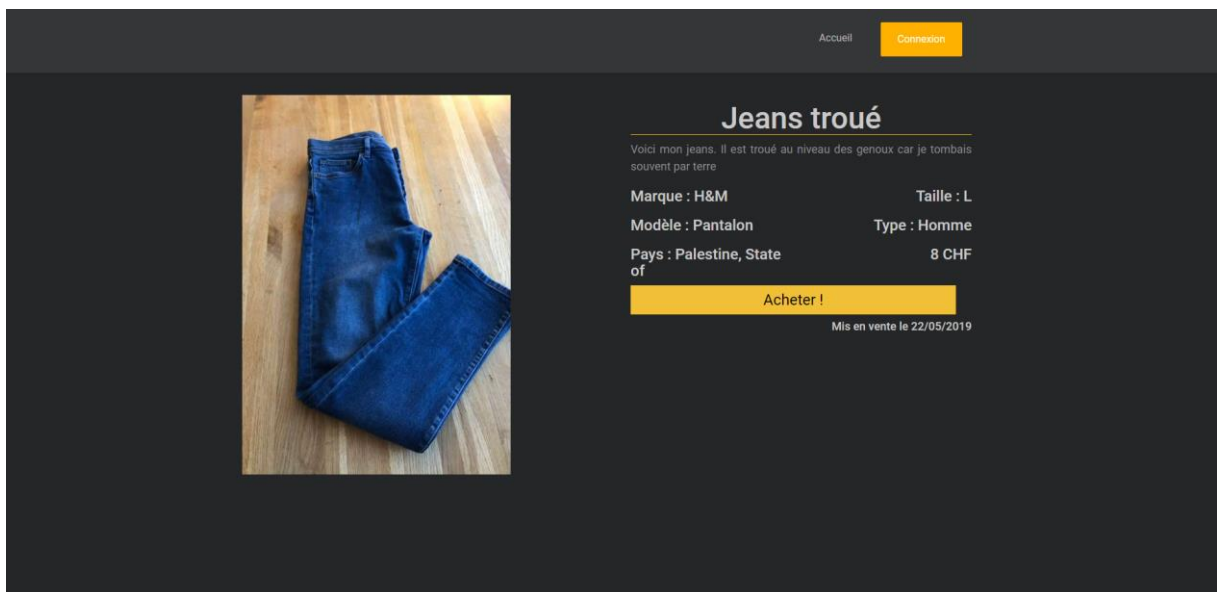 Accueil
Connexion
Jeans troué
Voici mon jeans. Il est troué au niveau des genoux car je tombais
souvent par terre
Marque : H&M
Taille : L
Modèle : Pantalon
Type : Homme
Pays : Palestine, State
of
8 CHF
Acheter !
Mis en vente le 22/05/2019